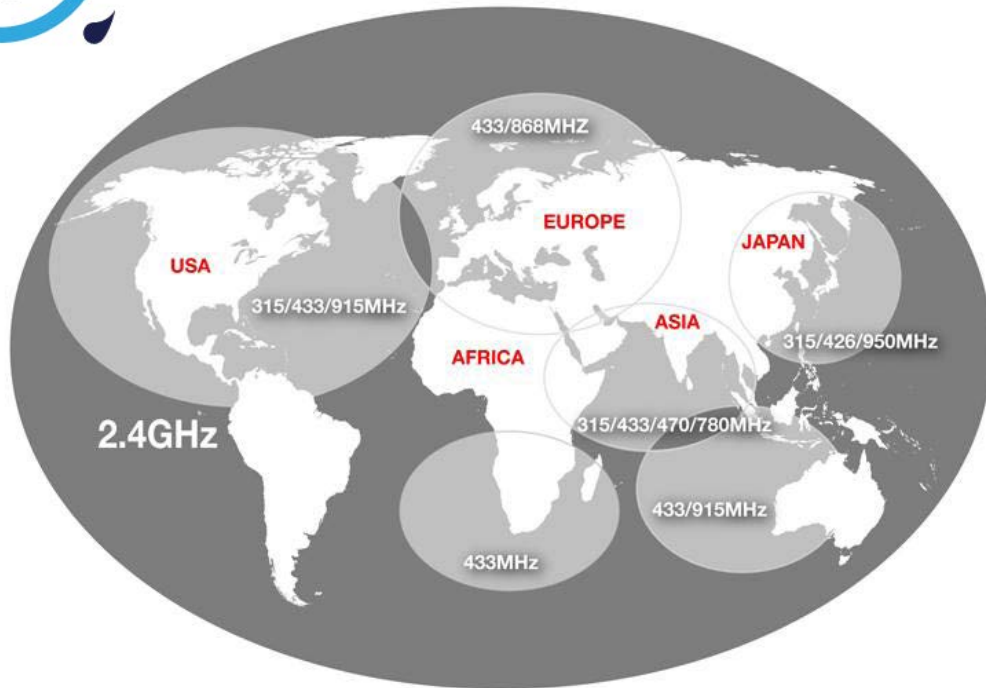 433/868MHZ
EUROPE
JAPAN
USA
315/433/915MHz
ASIA
315/426/950MHz
AFRICA
2.4GHz
315/433/470/780MHz
433/915MHz
433MHz